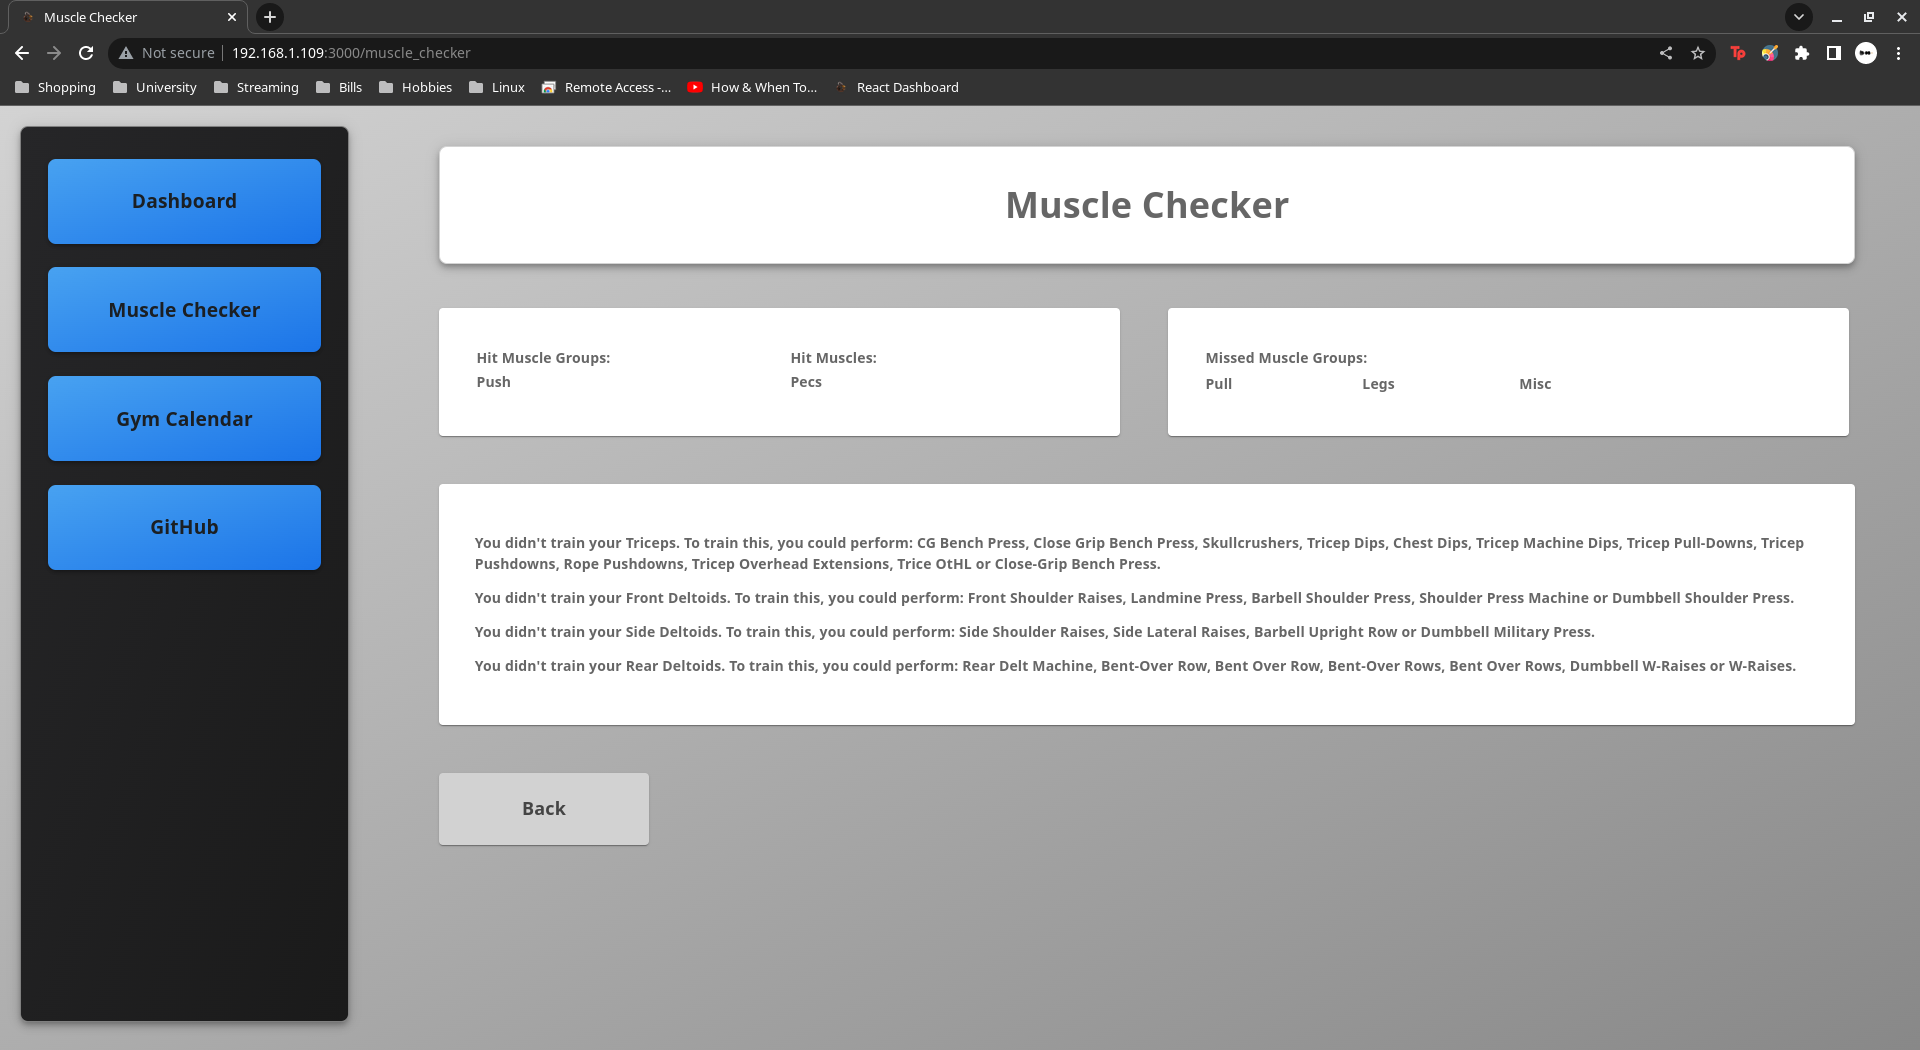 Muscle Checker
Not secure 192.168.1.109:3000/muscle_checker
Tp
Shopping University Streaming Bills Hobbies Linux Remote Access -... How & When To... React Dashboard
Dashboard
Muscle Checker
Gym Calendar
GitHub
Muscle Checker
Hit Muscle Groups: Hit Muscles:
Push Pecs
Missed Muscle Groups:
Pull Legs Misc
You didn't train your Triceps. To train this, you could perform: CG Bench Press, Close Grip Bench Press, Skullcrushers, Tricep Dips, Chest Dips, Tricep Machine Dips, Tricep Pull-Downs, Tricep
Pushdowns, Rope Pushdowns, Tricep Overhead Extensions, Trice OtHL or Close-Grip Bench Press.
You didn't train your Front Deltoids. To train this, you could perform: Front Shoulder Raises, Landmine Press, Barbell Shoulder Press, Shoulder Press Machine or Dumbbell Shoulder Press.
You didn't train your Side Deltoids. To train this, you could perform: Side Shoulder Raises, Side Lateral Raises, Barbell Upright Row or Dumbbell Military Press.
You didn't train your Rear Deltoids. To train this, you could perform: Rear Delt Machine, Bent-Over Row, Bent Over Row, Bent-Over Rows, Bent Over Rows, Dumbbell W-Raises or W-Raises.
Back